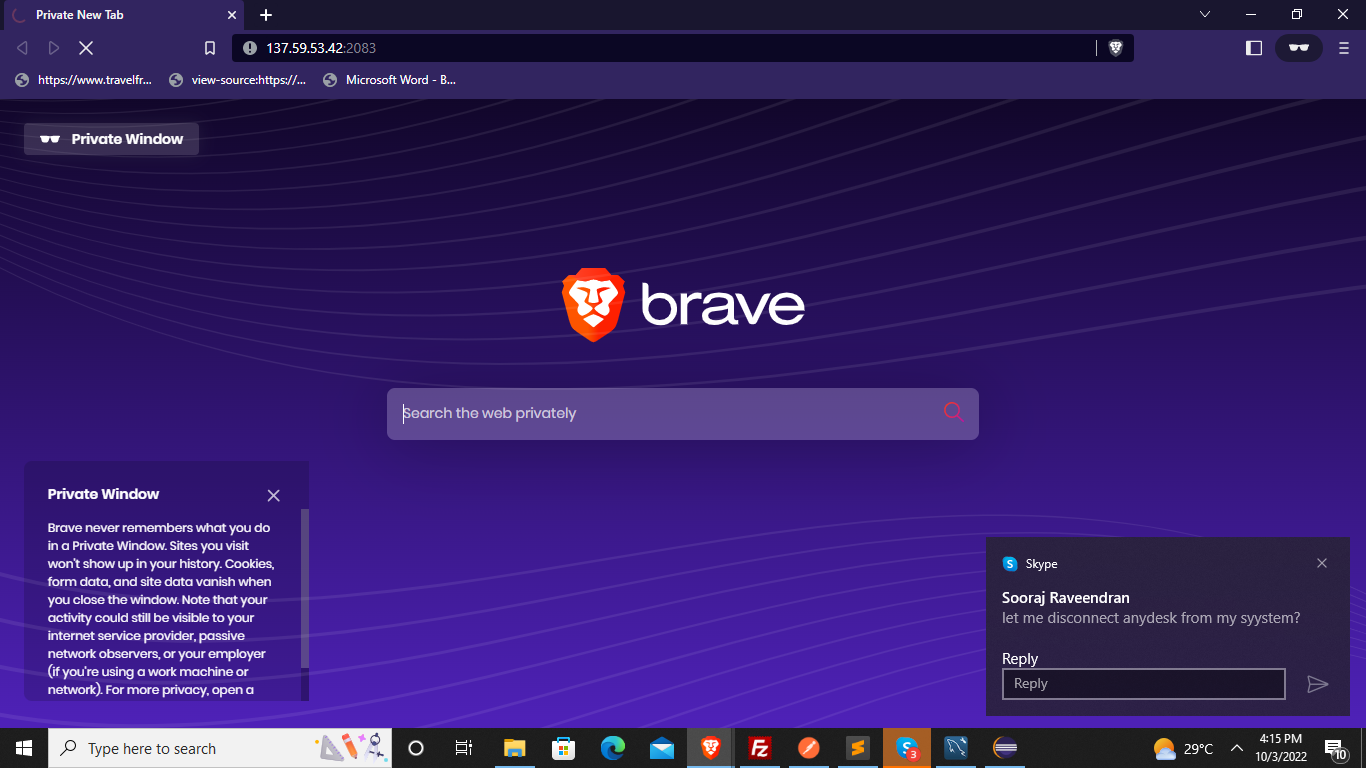 Private New Tab
137.59.53.42:2083
https://www.travelfr...
view-source:https://...
Microsoft Word - B...
Private Window
brave
Search the web privately
Private Window
Brave never remembers what you do
in a Private Window. Sites you visit
won't show up in your history. Cookies,
form data, and site data vanish when
you close the window. Note that your
activity could still be visible to your
internet service provider, passive
network observers, or your employer
(if you're using a work machine or
network). For more privacy, open a
S Skype
Sooraj Raveendran
let me disconnect anydesk from my syystem?
Reply
Reply
Type here to search
Fz
S
3
29°C
4:15 PM
10/3/2022
10